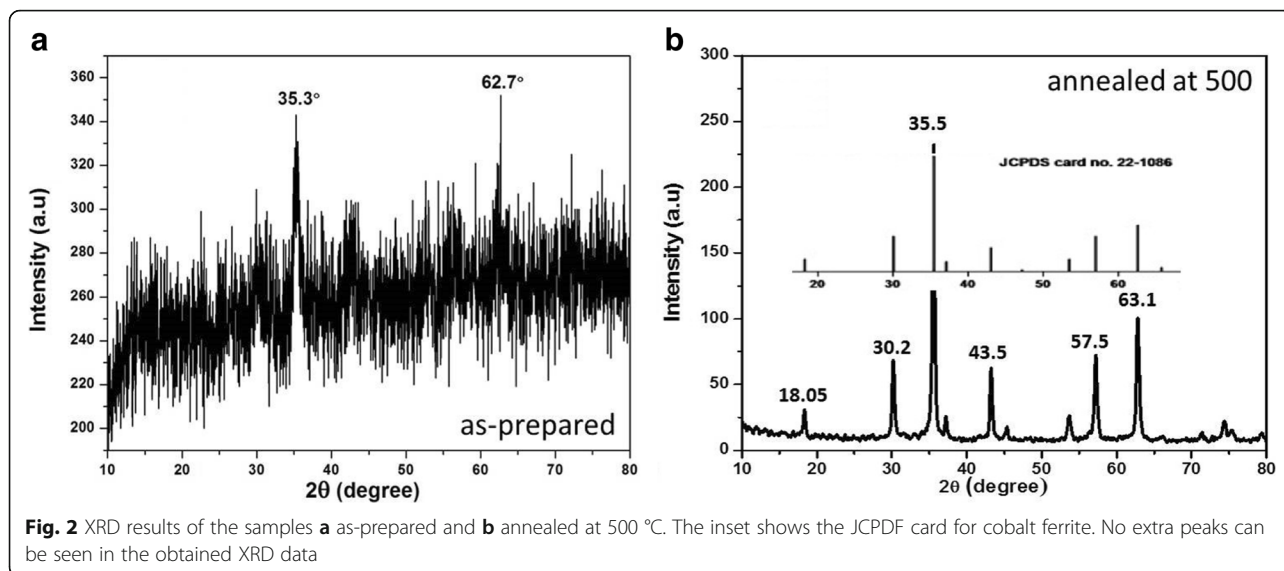 a
360
340
320
300
280
260
240
220
200
Intensity (a.u)
35.3°
62.7°
as-prepared
10 20 30 40 50 60 70 80
2θ (degree)
b
300
250
200
150
100
50
0
Intensity (a.u)
annealed at 500
35.5
JCPDS card no. 22-1086
20 30 40 50 60
18.05
30.2
43.5
57.5
63.1
10 20 30 40 50 60 70 80
2θ (degree)
Fig. 2 XRD results of the samples a as-prepared and b annealed at 500 °C. The inset shows the JCPDF card for cobalt ferrite. No extra peaks can
be seen in the obtained XRD data